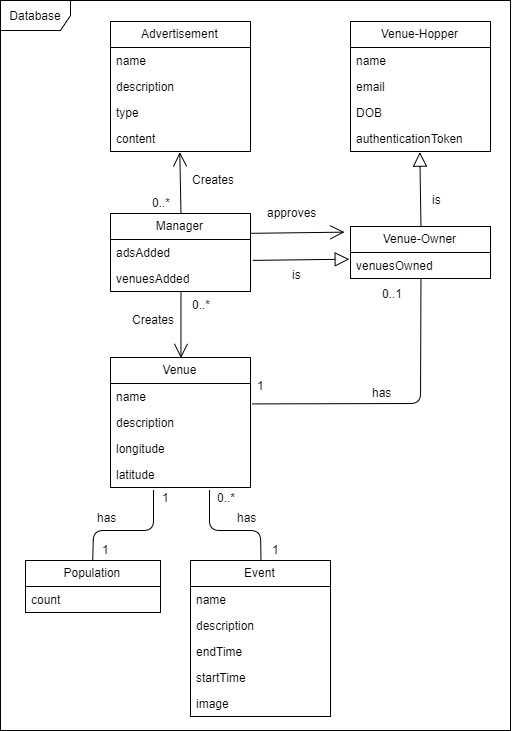 Database
Advertisement
name
description
type
content
Venue-Hopper
name
email
DOB
authenticationToken
0..*
Creates
is
Manager
adsAdded
venuesAdded
approves
is
Venue-Owner
venuesOwned
0..*
Creates
0..1
Venue
name
description
longitude
latitude
1
has
1
has
1
0..*
has
1
Population
count
Event
name
description
endTime
startTime
image